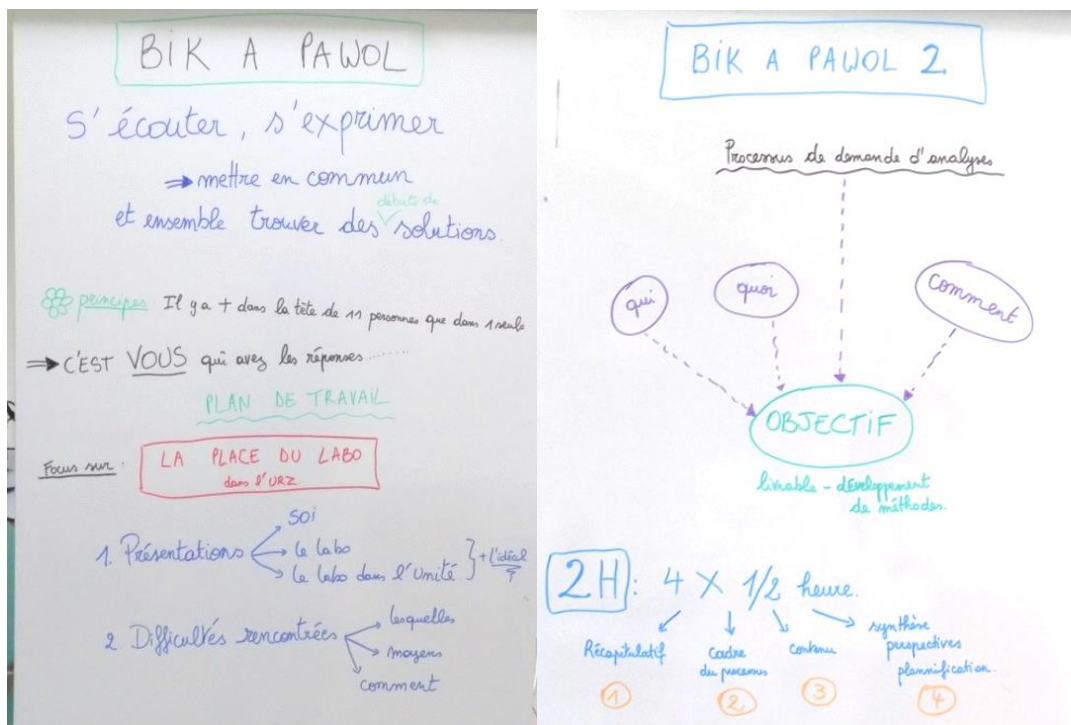 BiK A PAWOL
S'écouter, s'exprimer
⇒ mettre en commun
débuts de
et ensemble trouver des solutions.
principes Il y a + dans la tête de 11 personnes que dans 1 seule
⇒ C'EST VOUS qui avez les réponses........
PLAN DE TRAVAIL
Focus sur :
LA PLACE DU LABO
dans l'URZ
1. Présentations
soi
le labo
le labo dans l'unité
+ l'idéal
?
2. Difficultés rencontrées
lesquelles
moyens
comment
BiK A PAWOL 2
Processus de demande d'analyses
qui
quoi
comment
OBJECTiF
livrable - développement
de méthodes.
2H : 4 X 1/2 heure.
Récapitulatif
1
cadre
du processus
2
contenu
3
synthèse
perspectives
plannification.
4